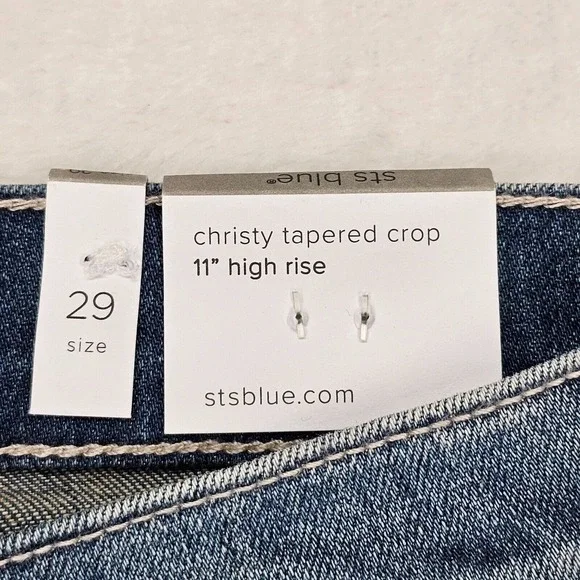 sts blue®
christy tapered crop
11” high rise
stsblue.com
29
size